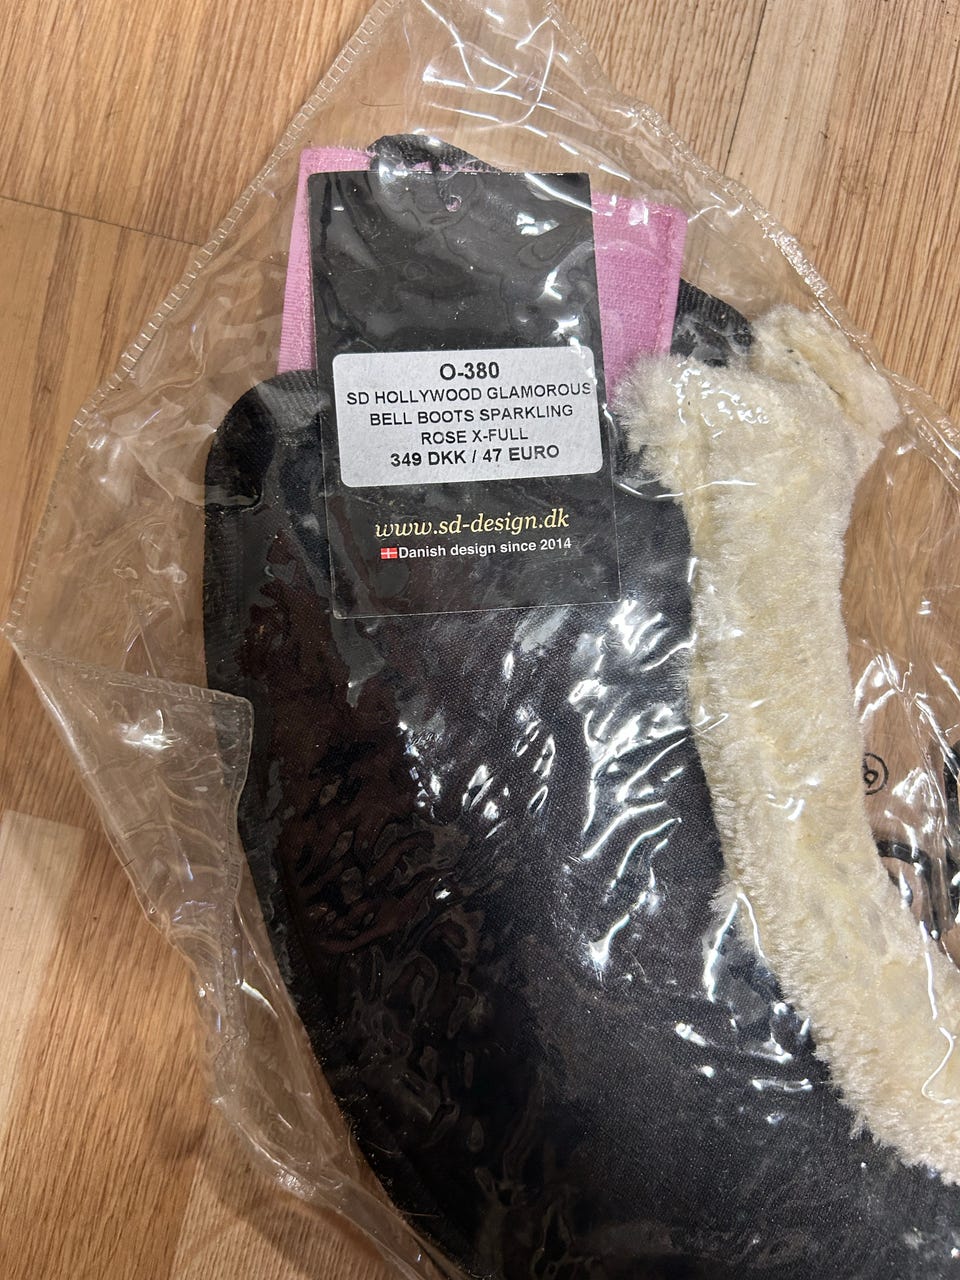 O-380
SD HOLLYWOOD GLAMOROUS
BELL BOOTS SPARKLING
ROSE X-FULL
349 DKK / 47 EURO
www.sd-design.dk
Danish design since 2014